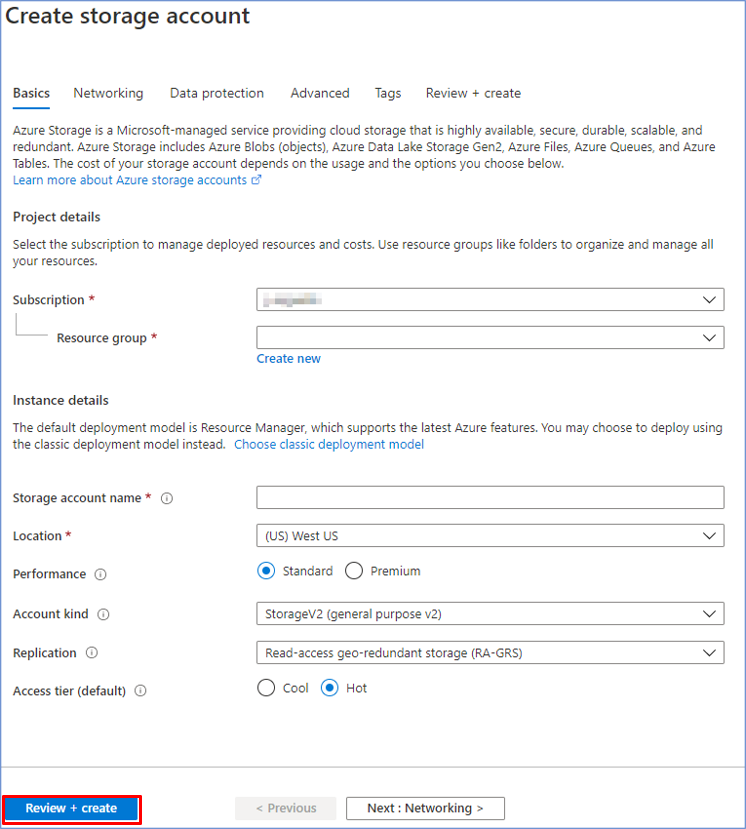 Create storage account
Basics Networking Data protection Advanced Tags Review + create
Azure Storage is a Microsoft-managed service providing cloud storage that is highly available, secure, durable, scalable, and
redundant. Azure Storage includes Azure Blobs (objects), Azure Data Lake Storage Gen2, Azure Files, Azure Queues, and Azure
Tables. The cost of your storage account depends on the usage and the options you choose below.
Learn more about Azure storage accounts
Project details
Select the subscription to manage deployed resources and costs. Use resource groups like folders to organize and manage all
your resources.
Subscription *
Resource group *
Create new
Instance details
The default deployment model is Resource Manager, which supports the latest Azure features. You may choose to deploy using
the classic deployment model instead. Choose classic deployment model
Storage account name *
Location * (US) West US
Performance Standard Premium
Account kind StorageV2 (general purpose v2)
Replication Read-access geo-redundant storage (RA-GRS)
Access tier (default) Cool Hot
Review + create < Previous Next : Networking >